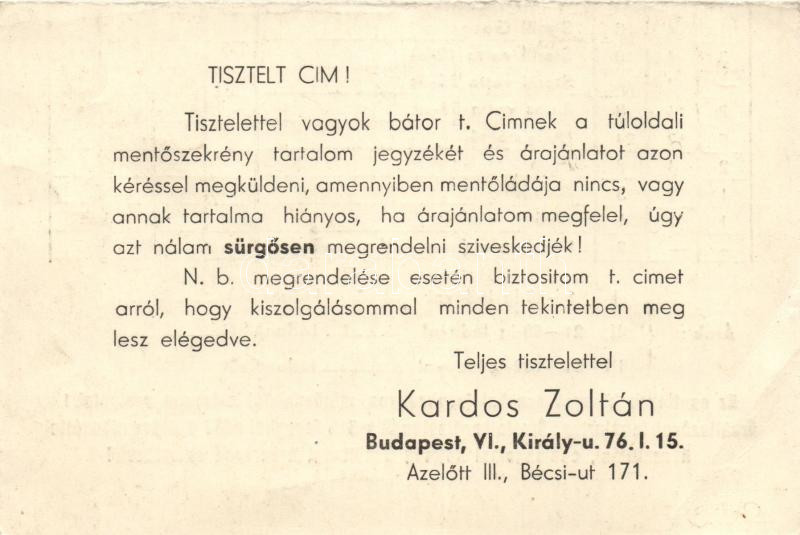 TISZTELT CIM!
Tisztelettel vagyok bátor t. Cimnek a túloldali
mentőszekrény tartalom jegyzékét és árajánlatot azon
kéréssel megküldeni, amennyiben mentőládája nincs, vagy
annak tartalma hiányos, ha árajánlatom megfelel, úgy
azt nálam sürgősen megrendelni sziveskedjék!
N. b. megrendelése esetén biztositom t. cimet
arról, hogy kiszolgálásommal minden tekintetben meg
lesz elégedve.
Teljes tisztelettel
Kardos Zoltán
Budapest, VI., Király-u. 76. I. 15.
Azelőtt III., Bécsi-ut 171.